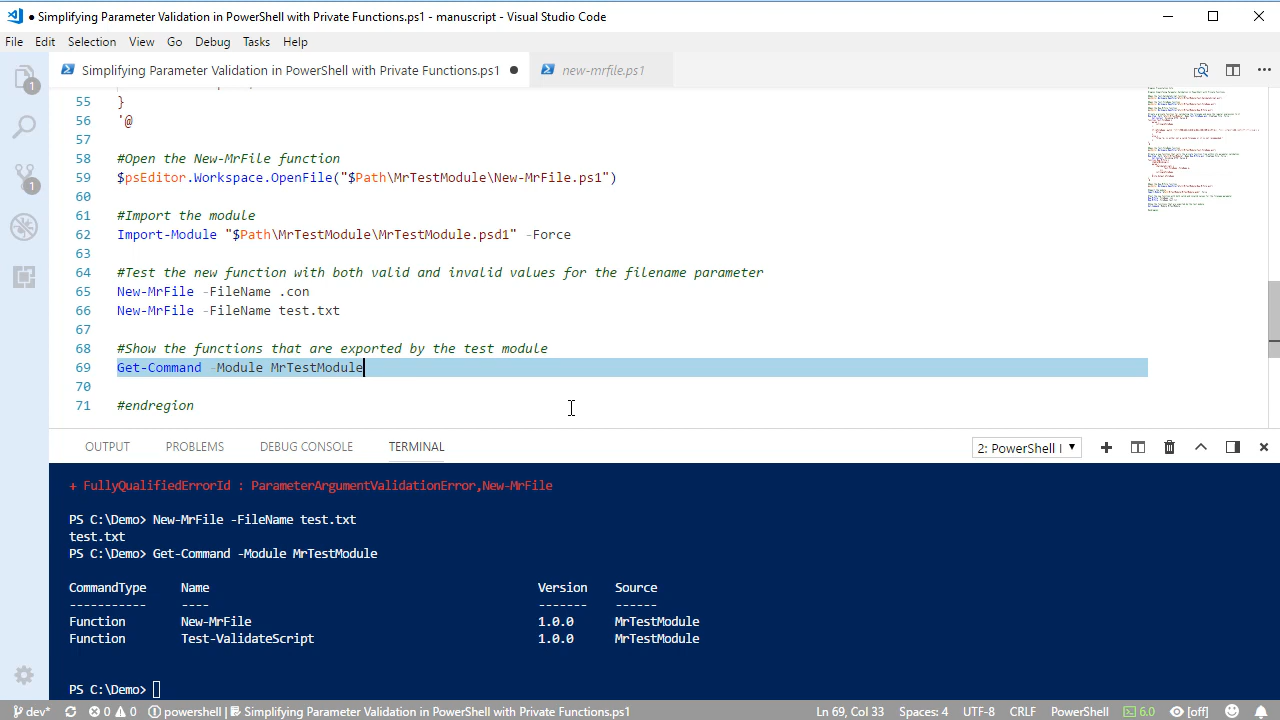 ● Simplifying Parameter Validation in PowerShell with Private Functions.ps1 - manuscript - Visual Studio Code
File Edit Selection View Go Debug Tasks Help
Simplifying Parameter Validation in PowerShell with Private Functions.ps1 ● new-mrfile.ps1
1
1
55 }
56 '@
57
58 #Open the New-MrFile function
59 $psEditor.Workspace.OpenFile("$Path\MrTestModule\New-MrFile.ps1")
60
61 #Import the module
62 Import-Module "$Path\MrTestModule\MrTestModule.psd1" -Force
63
64 #Test the new function with both valid and invalid values for the filename parameter
65 New-MrFile -FileName .con
66 New-MrFile -FileName test.txt
67
68 #Show the functions that are exported by the test module
69 Get-Command -Module MrTestModule
70
71 #endregion
OUTPUT PROBLEMS DEBUG CONSOLE TERMINAL 2: PowerShell I
+ FullyQualifiedErrorId : ParameterArgumentValidationError,New-MrFile
PS C:\Demo> New-MrFile -FileName test.txt
test.txt
PS C:\Demo> Get-Command -Module MrTestModule
CommandType Name Version Source
----------- ---- ------- ------
Function New-MrFile 1.0.0 MrTestModule
Function Test-ValidateScript 1.0.0 MrTestModule
PS C:\Demo>
dev* 0 0 powershell | Simplifying Parameter Validation in PowerShell with Private Functions.ps1 Ln 69, Col 33 Spaces: 4 UTF-8 CRLF PowerShell 6.0 [off]